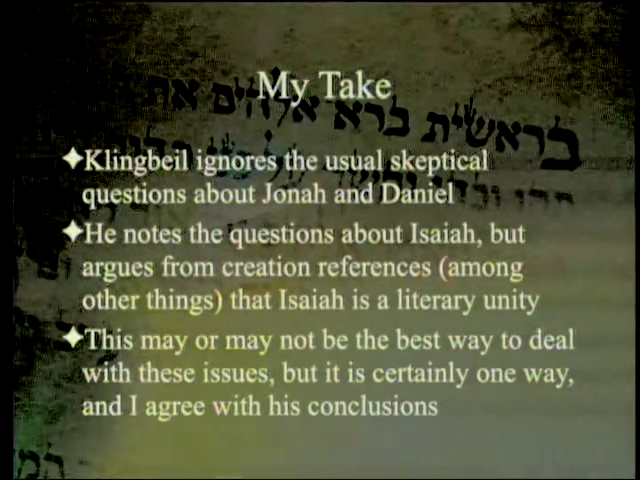 My Take
בראשית ברא אלהים את
✦Klingbeil ignores the usual skeptical
questions about Jonah and Daniel
✦He notes the questions about Isaiah, but
argues from creation references (among
other things) that Isaiah is a literary unity
✦This may or may not be the best way to deal
with these issues, but it is certainly one way,
and I agree with his conclusions